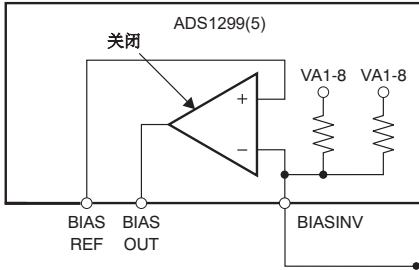 ADS1299(5)
关闭
VA1-8 VA1-8
+
−
BIAS BIAS BIASINV
REF OUT